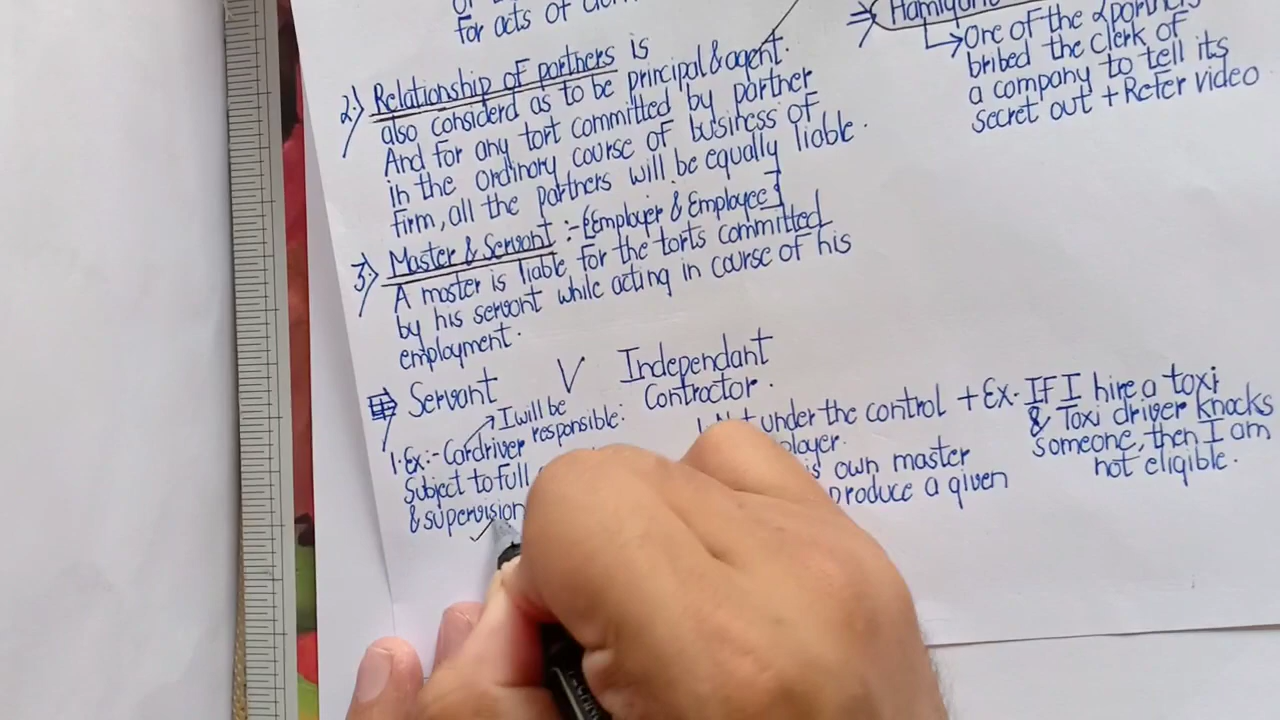 For acts of
2.) Relationship of partners is
also considerd as to be principal & agent.
And for any tort committed by partner
in the ordinary course of business of
firm, all the partners will be equally liable.
3.) Master & Servant :- [Employer & Employee]
A master is liable for the torts committed
by his servant while acting in course of his
employment.
Servant V Independant
Contractor.
I will be
responsible:
1. Ex:- Cardriver
Subject to full
& supervision
under the control
own master
produce a given
+ Ex. If I hire a taxi
& Taxi driver knocks
someone, then I am
not eligible.
⇒
→ One of the partners
bribed the clerk of
a company to tell its
secret out + Refer video